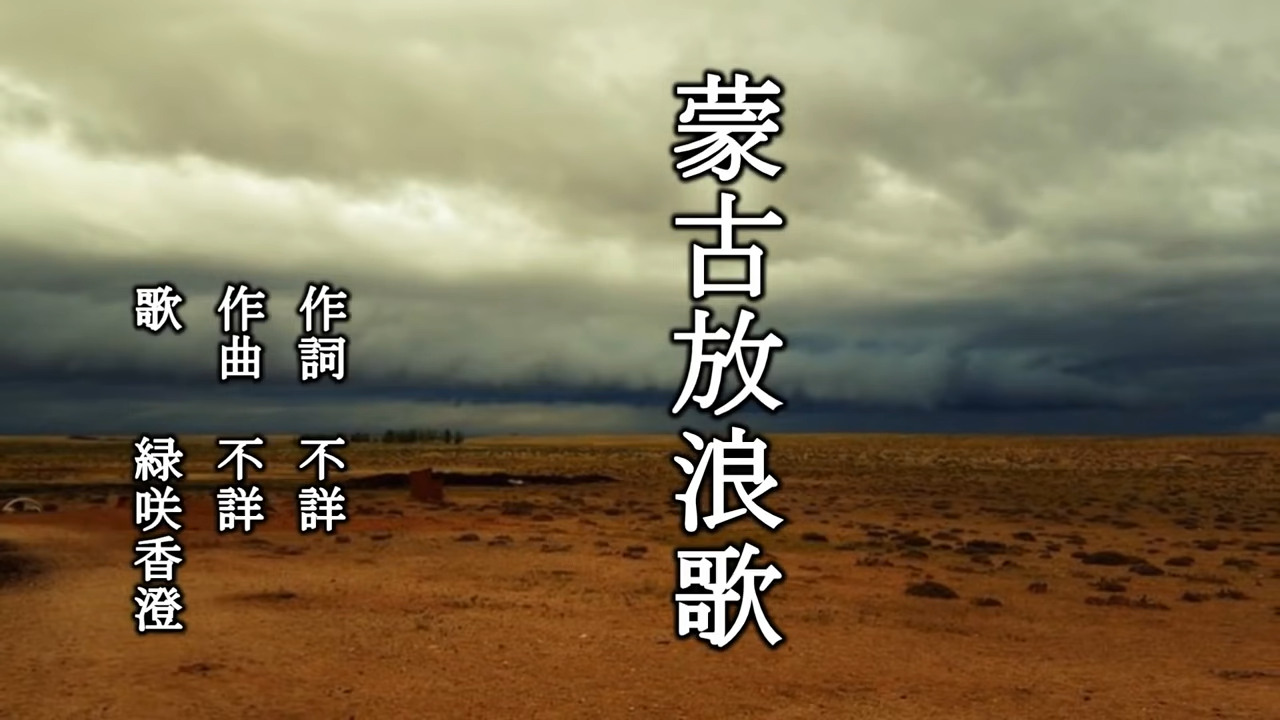 蒙古放浪歌
作詞 不詳
作曲 不詳
歌 緑咲香澄